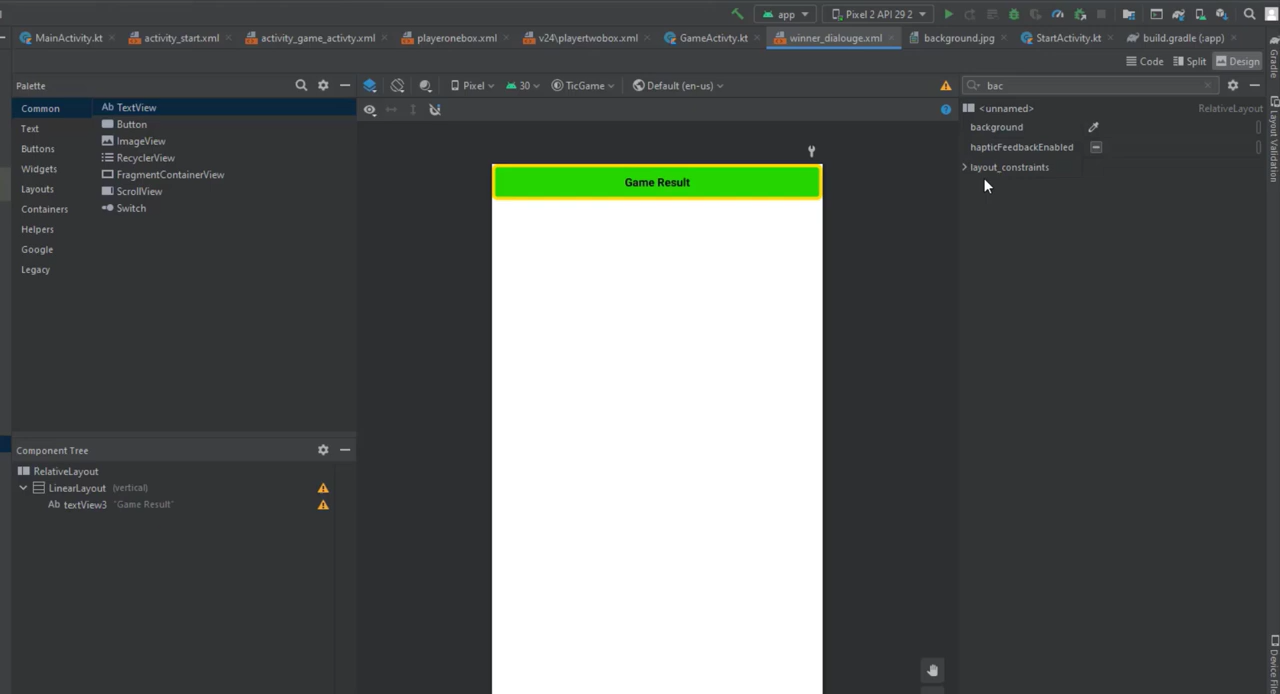 app
Pixel 2 API 29 2
MainActivity.kt
activity_start.xml
activity_game_activty.xml
playeronebox.xml
v24\playertwobox.xml
GameActivty.kt
winner_dialouge.xml
background.jpg
StartActivity.kt
build.gradle (:app)
Code
Split
Design
Gradle
Layout Validation
Palette
Pixel
30
TicGame
Default (en-us)
bac
Common
Text
Buttons
Widgets
Layouts
Containers
Helpers
Google
Legacy
Ab TextView
Button
ImageView
RecyclerView
FragmentContainerView
ScrollView
Switch
<unnamed>
RelativeLayout
background
hapticFeedbackEnabled
layout_constraints
Game Result
Component Tree
RelativeLayout
LinearLayout (vertical)
Ab textView3 "Game Result"